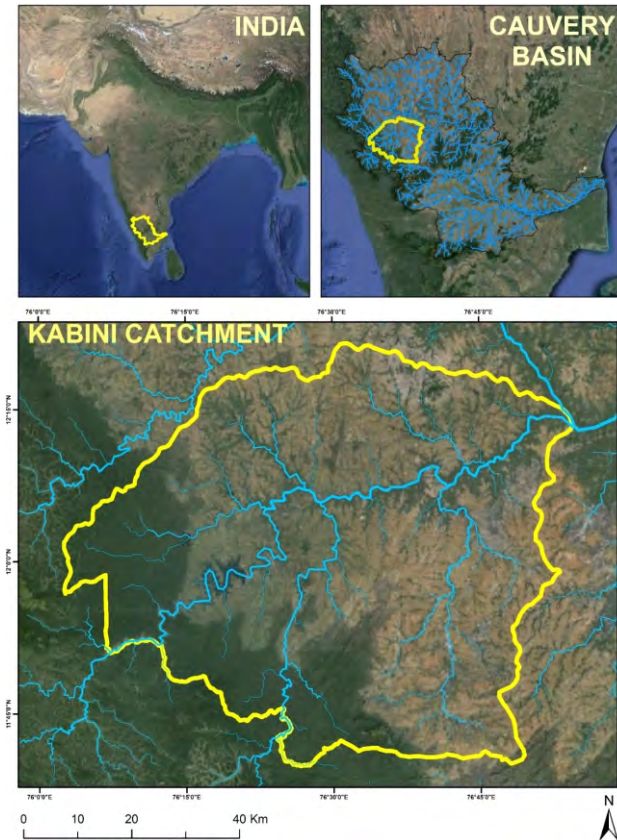 INDIA
CAUVERY
BASIN
76°0'0"E
76°15'0"E
76°30'0"E
76°45'0"E
KABINI CATCHMENT
12°15'0"N
12°0'0"N
11°45'0"N
76°0'0"E
76°15'0"E
76°30'0"E
76°45'0"E
0 10 20 40 Km
N